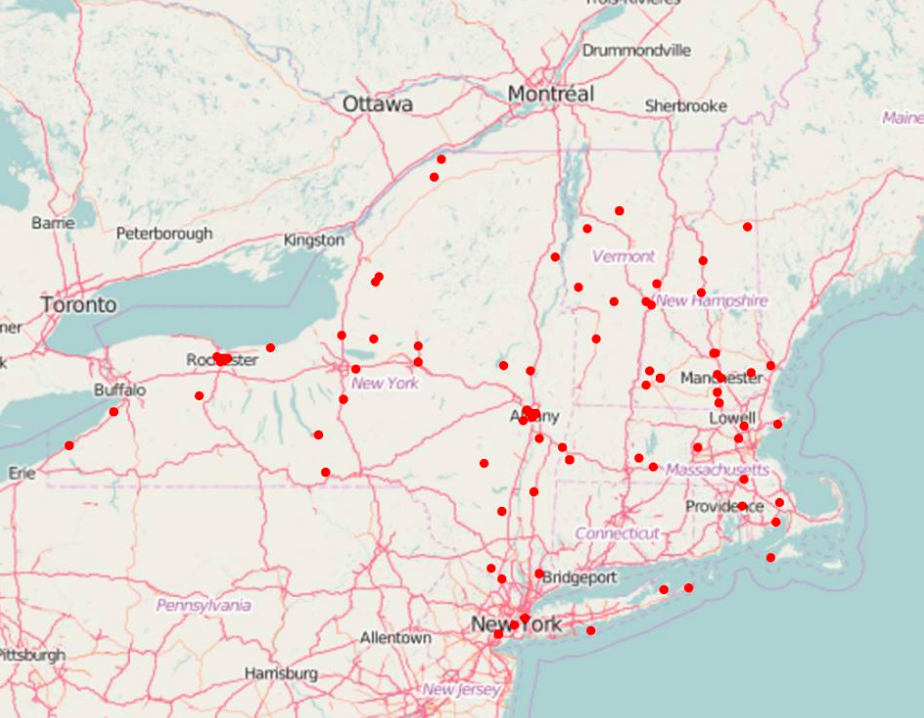 Trois-Rivières
Drummondville
Montréal
Ottawa
Sherbrooke
Maine
Barrie
Peterborough
Kingston
Vermont
Toronto
New Hampshire
ner
Rochester
k
New York
Manchester
Buffalo
Albany
Lowell
Erie
Massachusetts
Providence
Connecticut
Bridgeport
Pennsylvania
New York
Allentown
Pittsburgh
Harrisburg
New Jersey